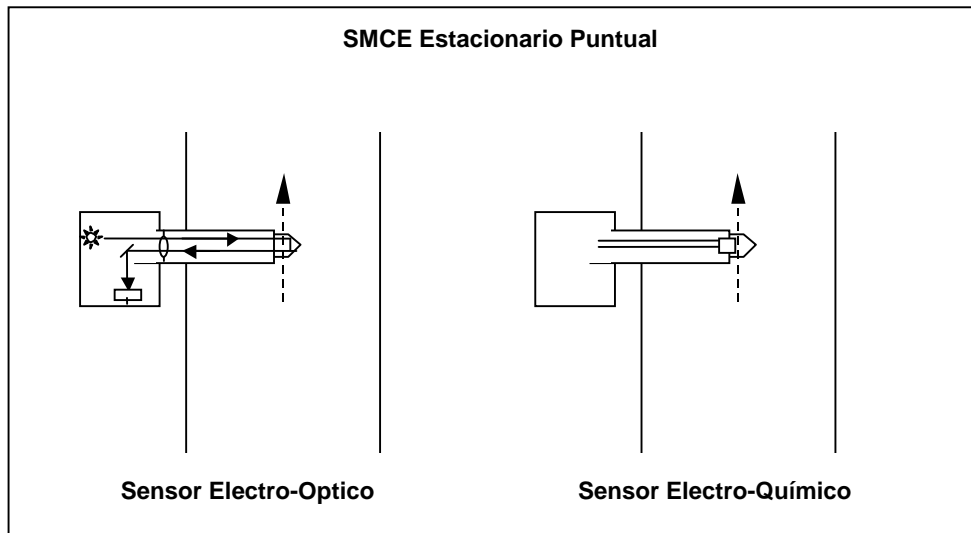 SMCE Estacionario Puntual
Sensor Electro-Optico
Sensor Electro-Químico